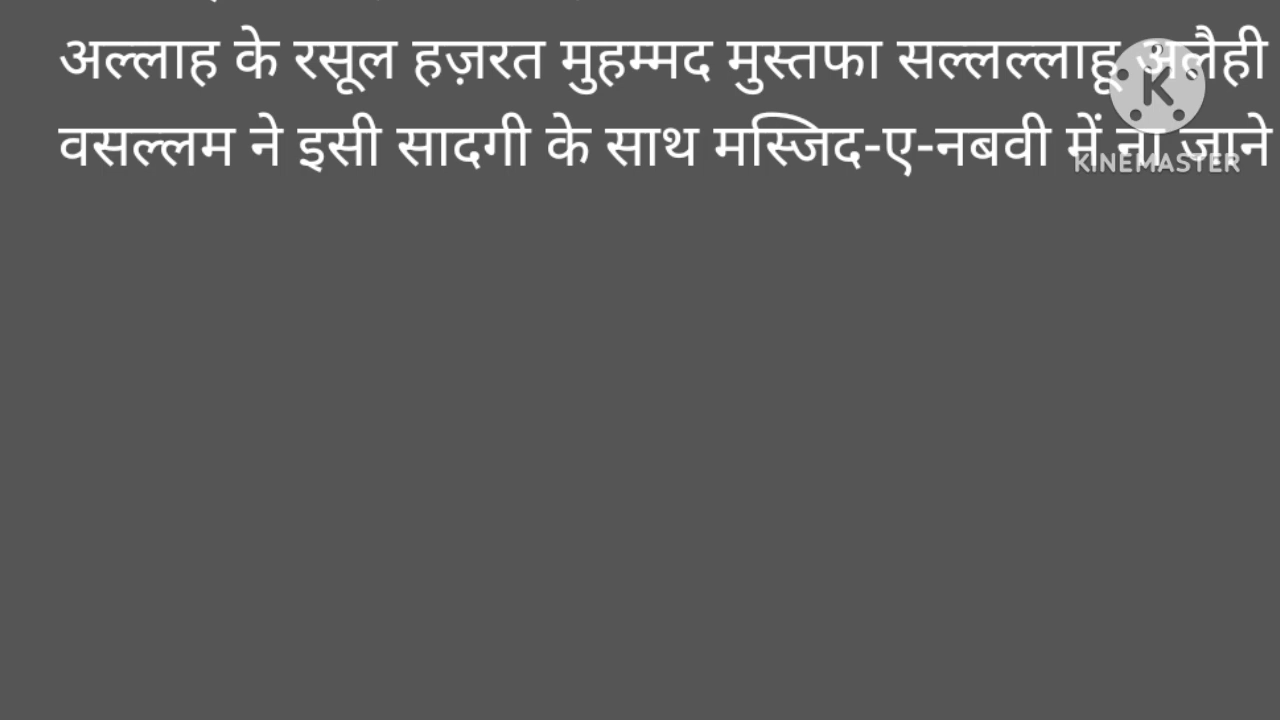 अल्लाह के रसूल हज़रत मुहम्मद मुस्तफा सल्लल्लाहू अलैही
वसल्लम ने इसी सादगी के साथ मस्जिद-ए-नबवी में ना जाने
K
KINEMASTER